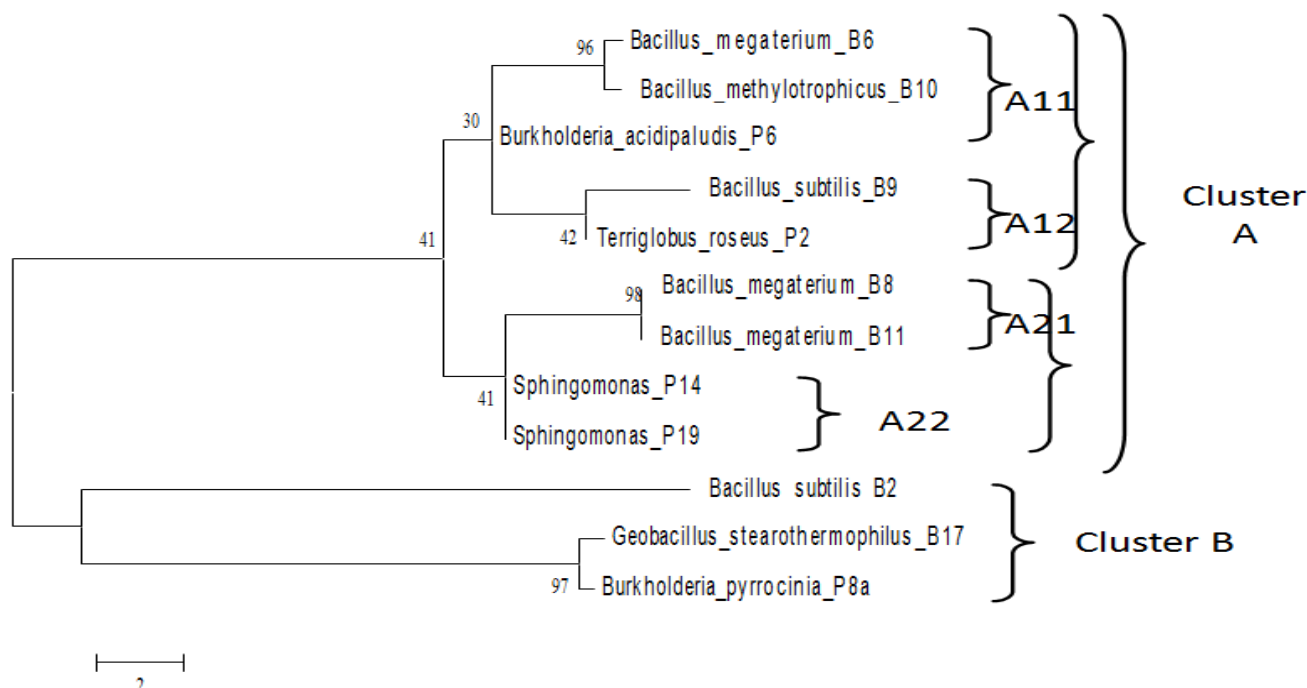 96
Bacillus_megaterium_B6
Bacillus_methylotrophicus_B10
A11
30
Burkholderia_acidipaludis_P6
Bacillus_subtilis_B9
Cluster
A
A12
41
42
Terriglobus_roseus_P2
Bacillus_megaterium_B8
98
A21
Bacillus_megaterium_B11
Sphingomonas_P14
41
A22
Sphingomonas_P19
Bacillus subtilis B2
Geobacillus_stearothermophilus_B17
Cluster B
97
Burkholderia_pyrrocinia_P8a
2